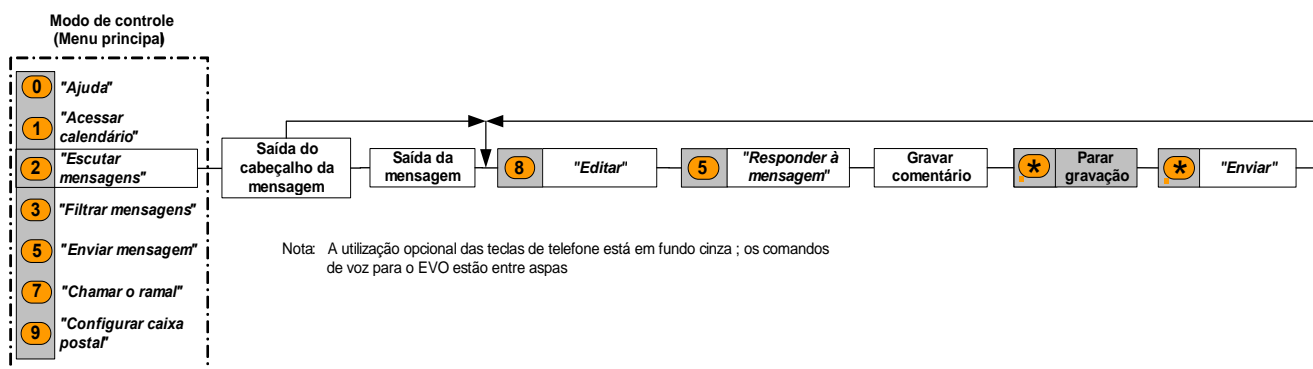 Modo de controle
(Menu principal)
0 "Ajuda"
1 "Acessar
calendário"
2 "Escutar
mensagens"
3 "Filtrar mensagens"
5 "Enviar mensagem"
7 "Chamar o ramal"
9 "Configurar caixa
postal"
Saída do
cabeçalho da
mensagem
Saída da
mensagem
8 "Editar"
5 "Responder à
mensagem"
Gravar
comentário
* Parar
gravação
* "Enviar"
Nota: A utilização opcional das teclas de telefone está em fundo cinza ; os comandos
de voz para o EVO estão entre aspas